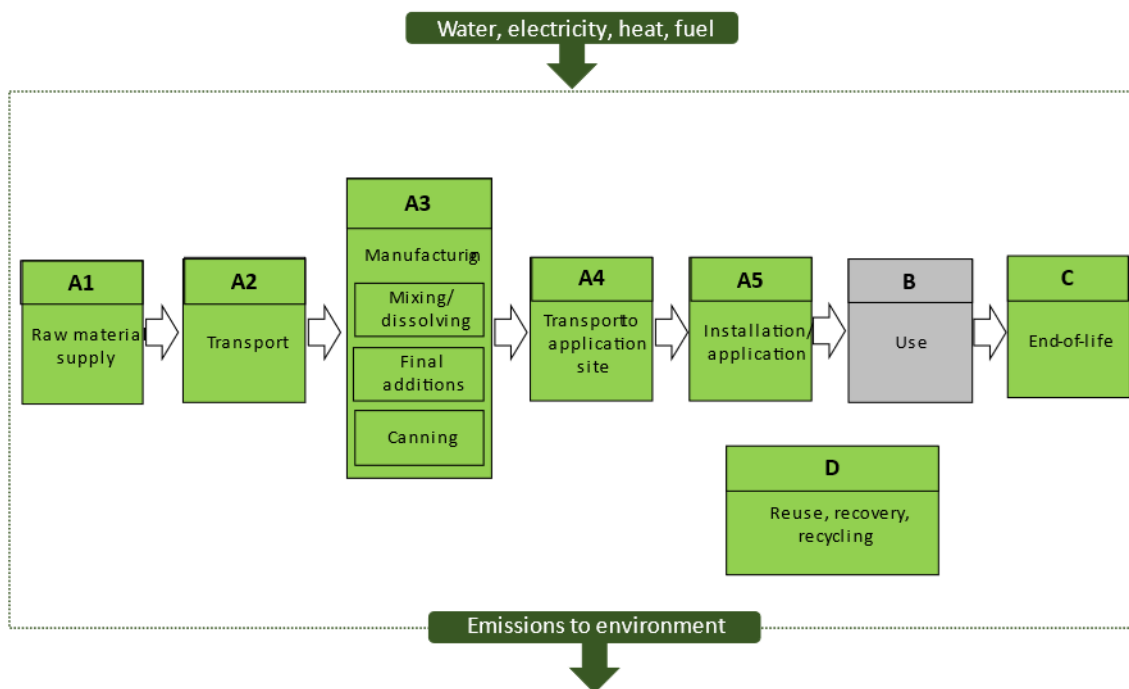 Water, electricity, heat, fuel
A1
Raw material
supply
A2
Transport
A3
Manufacturin
Mixing/
dissolving
Final
additions
Canning
A4
Transport to
application
site
A5
Installation/
application
B
Use
C
End-of-life
D
Reuse, recovery,
recycling
Emissions to environment